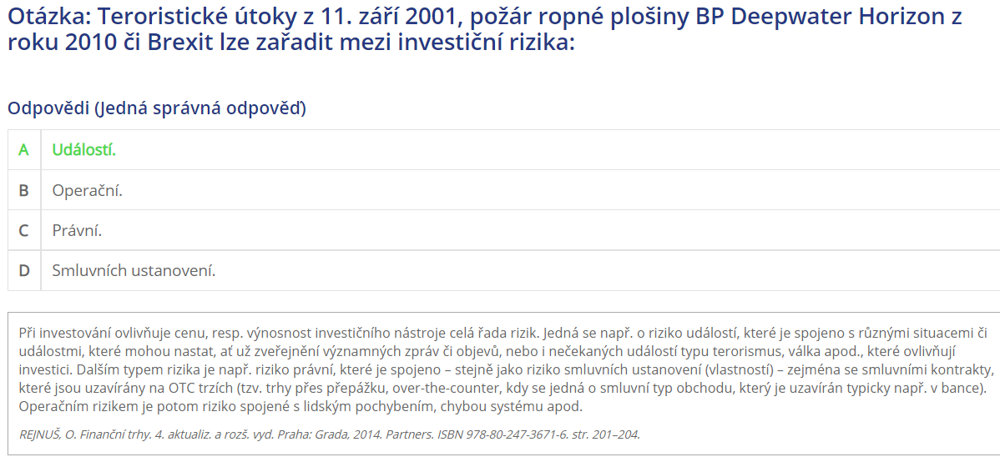 Otázka: Teroristické útoky z 11. září 2001, požár ropné plošiny BP Deepwater Horizon z
roku 2010 či Brexit lze zařadit mezi investiční rizika:
Odpovědi (Jedná správná odpověď)
A Událostí.
B Operační.
C Právní.
D Smluvních ustanovení.
Při investování ovlivňuje cenu, resp. výnosnost investičního nástroje celá řada rizik. Jedná se např. o riziko událostí, které je spojeno s různými situacemi či
událostmi, které mohou nastat, ať už zveřejnění významných zpráv či objevů, nebo i nečekaných událostí typu terorismus, válka apod., které ovlivňují
investici. Dalším typem rizika je např. riziko právní, které je spojeno – stejně jako riziko smluvních ustanovení (vlastností) – zejména se smluvními kontrakty,
které jsou uzavírány na OTC trzích (tzv. trhy přes přepážku, over-the-counter, kdy se jedná o smluvní typ obchodu, který je uzavírán typicky např. v bance).
Operačním rizikem je potom riziko spojené s lidským pochybením, chybou systému apod.
REJNUŠ, O. Finanční trhy. 4. aktualiz. a rozš. vyd. Praha: Grada, 2014. Partners. ISBN 978-80-247-3671-6. str. 201–204.